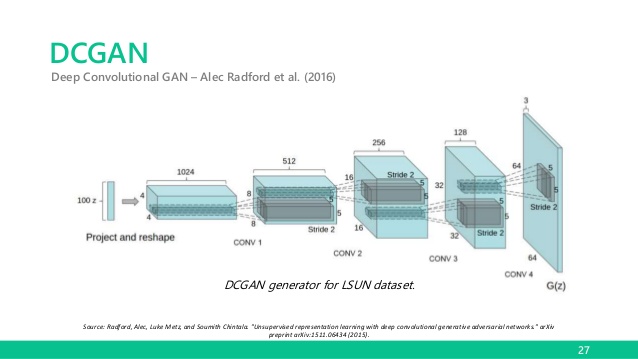 DCGAN
Deep Convolutional GAN – Alec Radford et al. (2016)
3
128
256
512
1024
64
5
5
Stride 2
16
Stride 2
5
5
32
5
5
8
5
5
4
100 z
4
8
Stride 2
16
32
Stride 2
64
Project and reshape
CONV 1
CONV 2
CONV 3
CONV 4
G(z)
DCGAN generator for LSUN dataset.
Source: Radford, Alec, Luke Metz, and Soumith Chintala. "Unsupervised representation learning with deep convolutional generative adversarial networks." arXiv
preprint arXiv:1511.06434 (2015).
27